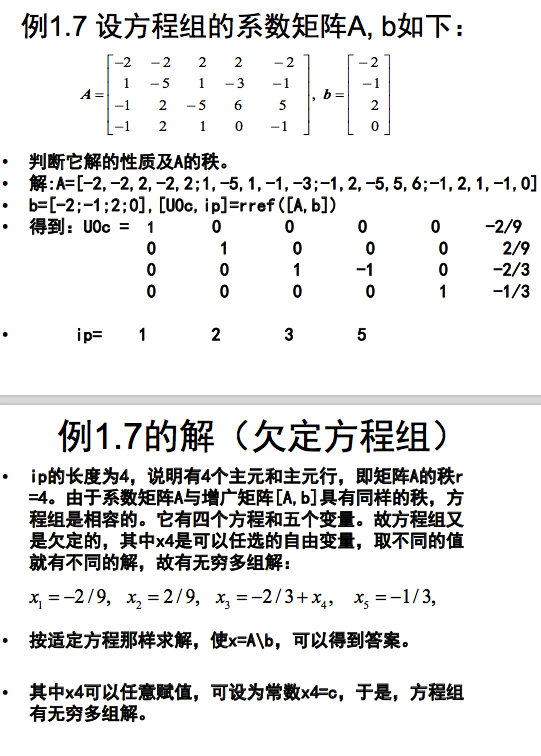 例1.7 设方程组的系数矩阵A, b如下：
A = [ -2 -2 2 2 -2
1 -5 1 -3 -1
-1 2 -5 6 5
-1 2 1 0 -1 ], b = [ -2
-1
2
0 ]
• 判断它解的性质及A的秩。
• 解:A=[-2,-2,2,-2,2;1,-5,1,-1,-3;-1,2,-5,5,6;-1,2,1,-1,0]
• b=[-2;-1;2;0],[U0c,ip]=rref([A,b])
• 得到：U0c = 1 0 0 0 0 -2/9
0 1 0 0 0 2/9
0 0 1 -1 0 -2/3
0 0 0 0 1 -1/3
• ip= 1 2 3 5
例1.7的解（欠定方程组）
• ip的长度为4，说明有4个主元和主元行，即矩阵A的秩r
=4。由于系数矩阵A与增广矩阵[A,b]具有同样的秩，方
程组是相容的。它有四个方程和五个变量。故方程组又
是欠定的，其中x4是可以任选的自由变量，取不同的值
就有不同的解，故有无穷多组解：
x₁ = -2/9, x₂ = 2/9, x₃ = -2/3+x₄, x₅ = -1/3,
• 按适定方程那样求解，使x=A\b，可以得到答案。
• 其中x4可以任意赋值，可设为常数x4=c，于是，方程组
有无穷多组解。